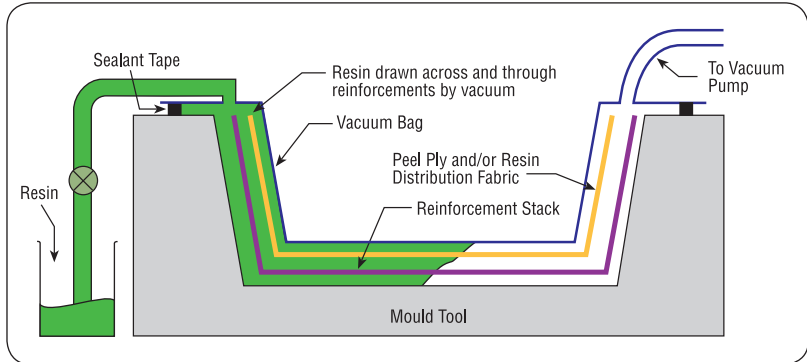 Sealant Tape
Resin drawn across and through
reinforcements by vacuum
To Vacuum
Pump
Vacuum Bag
Peel Ply and/or Resin
Distribution Fabric
Resin
Reinforcement Stack
Mould Tool